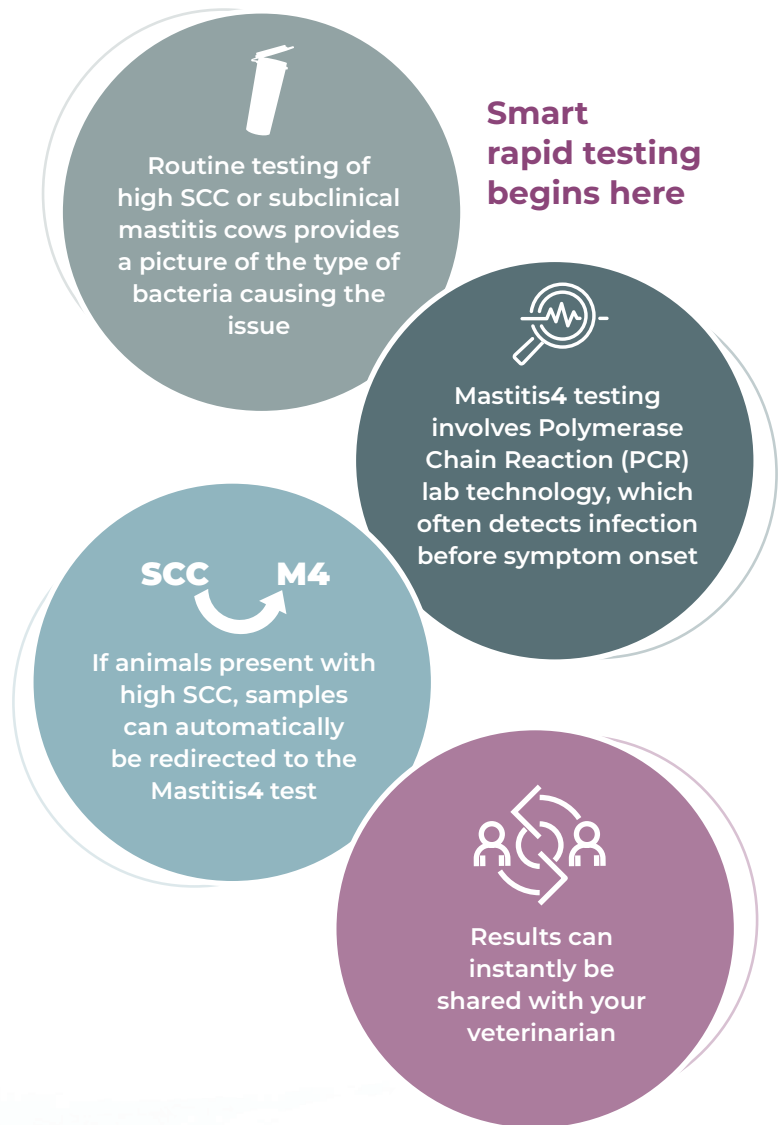 Smart
rapid testing
begins here
Routine testing of
high SCC or subclinical
mastitis cows provides
a picture of the type of
bacteria causing the
issue
Mastitis4 testing
involves Polymerase
Chain Reaction (PCR)
lab technology, which
often detects infection
before symptom onset
SCC M4
If animals present with
high SCC, samples
can automatically
be redirected to the
Mastitis4 test
Results can
instantly be
shared with your
veterinarian